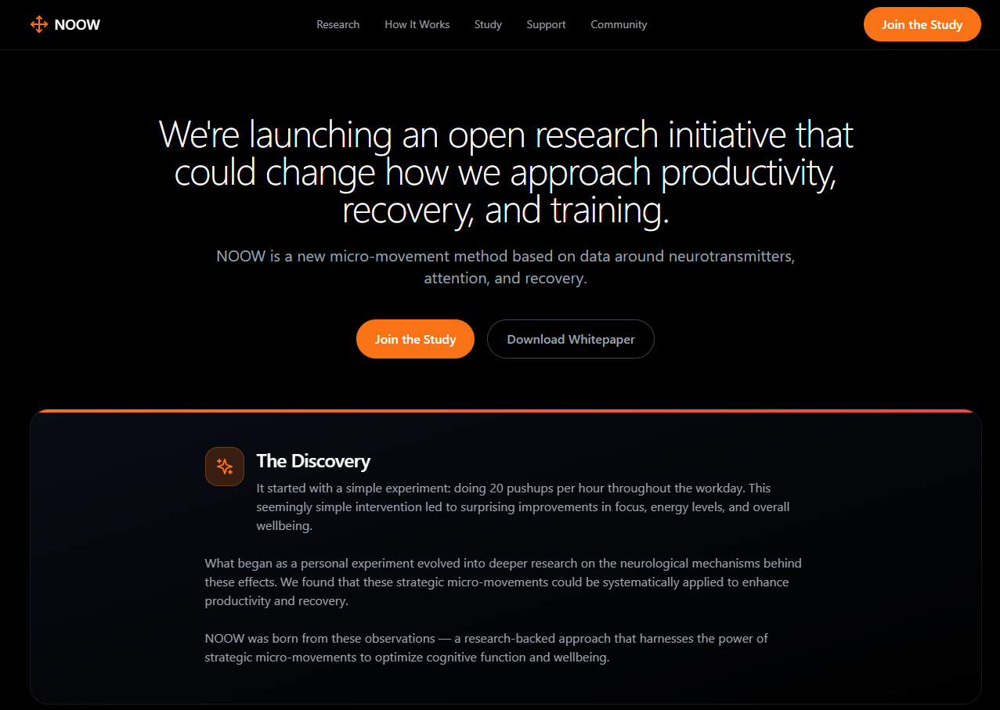 NOOW
Research
How It Works
Study
Support
Community
Join the Study
We're launching an open research initiative that
could change how we approach productivity,
recovery, and training.
NOOW is a new micro-movement method based on data around neurotransmitters,
attention, and recovery.
Join the Study
Download Whitepaper
The Discovery
It started with a simple experiment: doing 20 pushups per hour throughout the workday. This
seemingly simple intervention led to surprising improvements in focus, energy levels, and overall
wellbeing.
What began as a personal experiment evolved into deeper research on the neurological mechanisms behind
these effects. We found that these strategic micro-movements could be systematically applied to enhance
productivity and recovery.
NOOW was born from these observations — a research-backed approach that harnesses the power of
strategic micro-movements to optimize cognitive function and wellbeing.